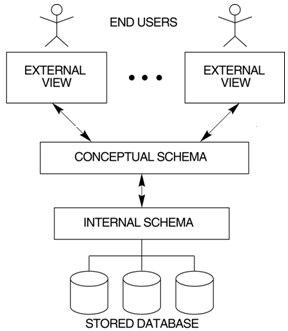 END USERS
EXTERNAL
VIEW
EXTERNAL
VIEW
CONCEPTUAL SCHEMA
INTERNAL SCHEMA
STORED DATABASE